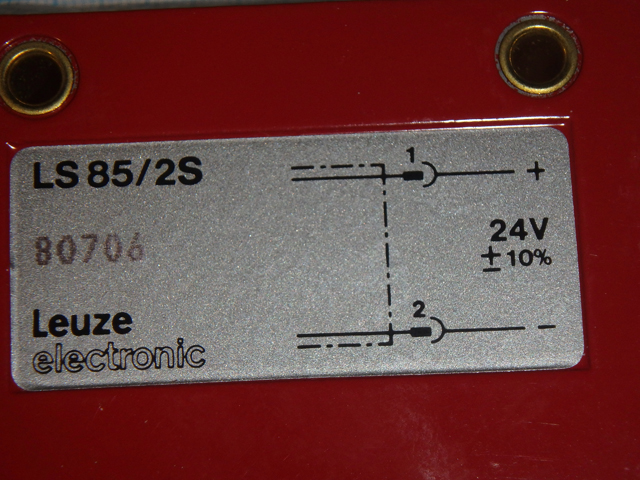 LS 85/2S
80706
Leuze
electronic
1
+
24V
±10%
2
−